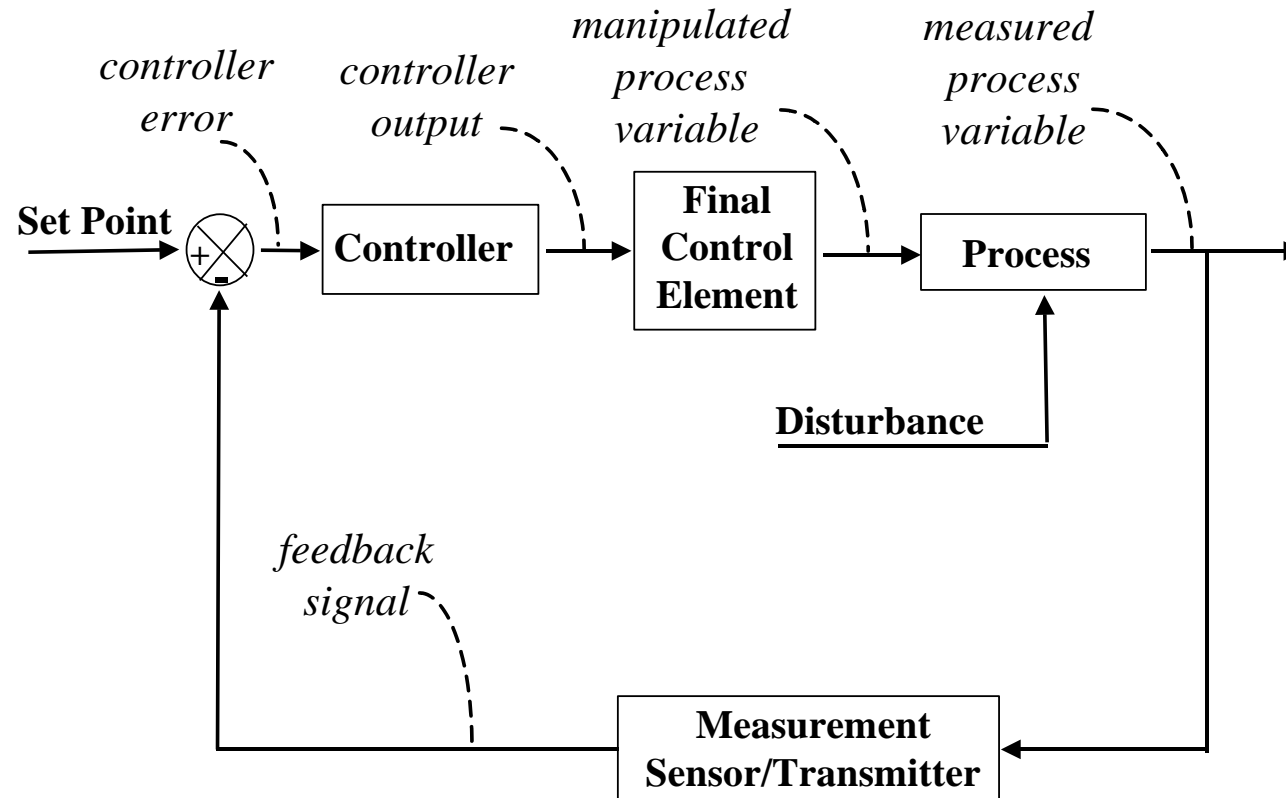 controller
error
controller
output
manipulated
process
variable
measured
process
variable
Set Point
+
-
Controller
Final
Control
Element
Process
Disturbance
feedback
signal
Measurement
Sensor/Transmitter